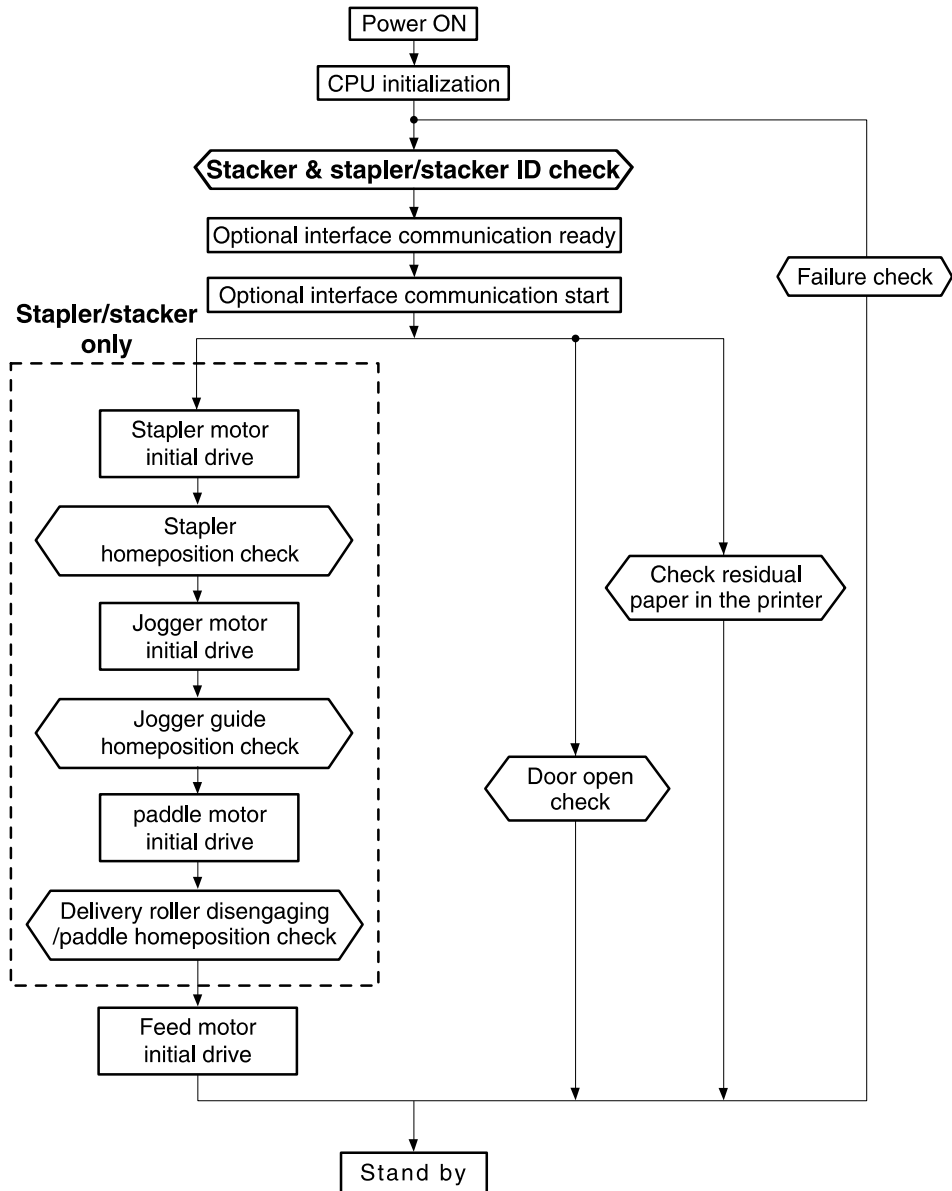 Power ON
CPU initialization
Stacker & stapler/stacker ID check
Optional interface communication ready
Failure check
Optional interface communication start
Stapler/stacker
only
Stapler motor
initial drive
Stapler
homeposition check
Check residual
paper in the printer
Jogger motor
initial drive
Jogger guide
homeposition check
Door open
check
paddle motor
initial drive
Delivery roller disengaging
/paddle homeposition check
Feed motor
initial drive
Stand by